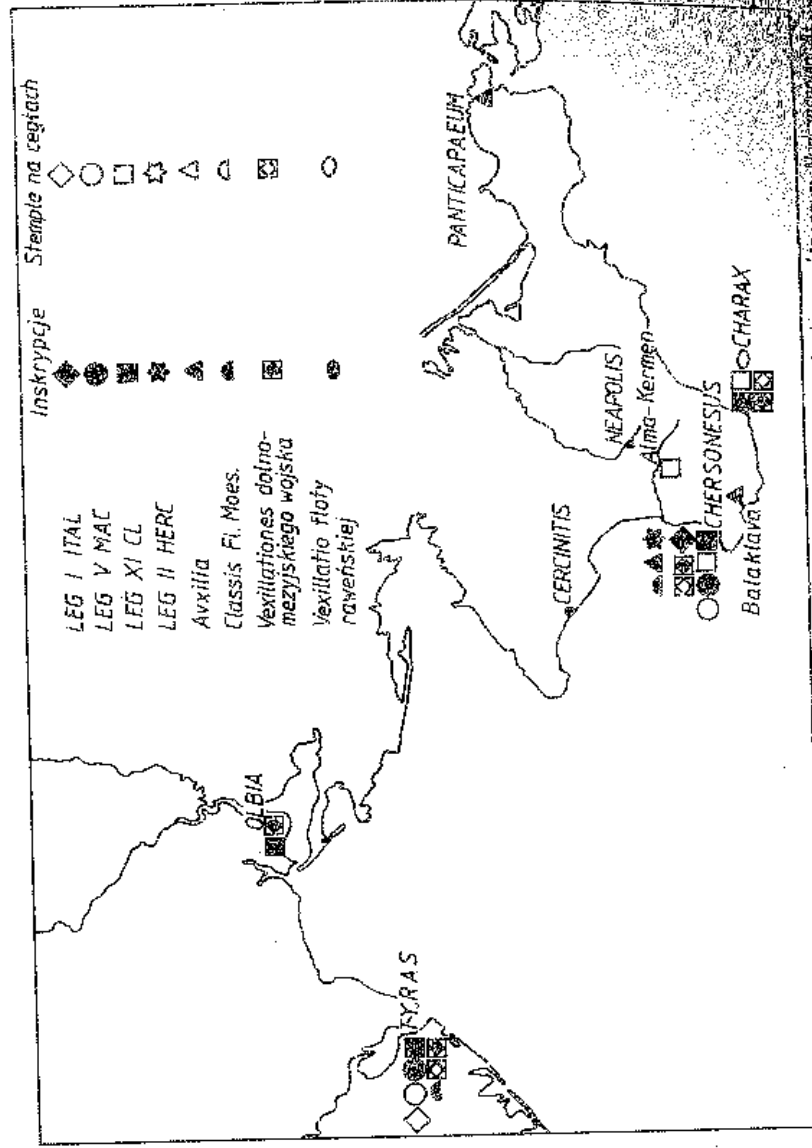 Inskrypcje Stemple na cegłach
LEG I ITAL
LEG V MAC
LEG XI CL
LEG II HERC
Avxilia
Classis Fl. Moes.
Vexillationes dolno-
mezyjskiego wojska
Vexillatio floty
raweńskiej
TYRAS
OLBIA
CERCINITIS
NEAPOLIS
Alma-Kermen
PANTICAPAEUM
CHERSONESUS
Balaklava
CHARAX